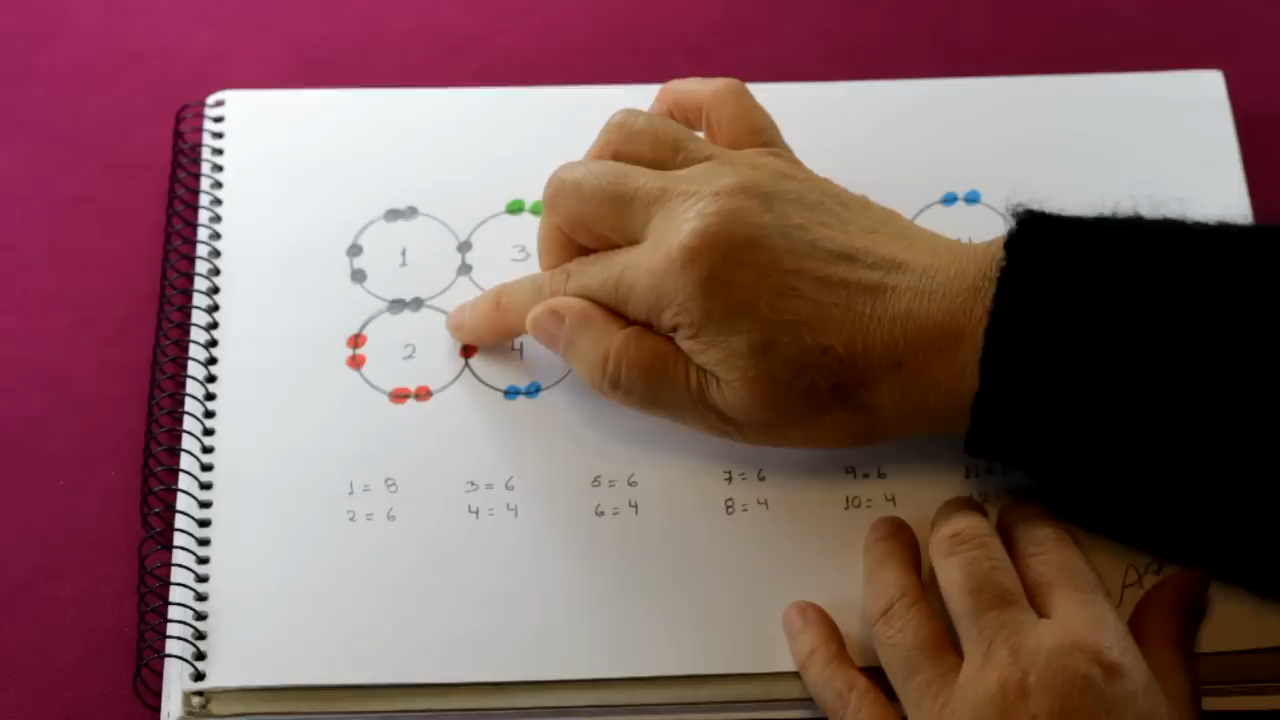 1 3
2 4
1 = 8 3 = 6 5 = 6 7 = 6 9 = 6
2 = 6 4 = 4 6 = 4 8 = 4 10 = 4